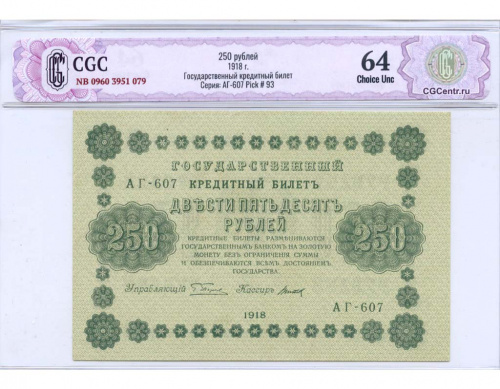 CGC
NB 0960 3951 079
250 рублей
1918 г.
Государственный кредитный билет
Серия: АГ-607 Pick # 93
64
Choice Unc
CGCentr.ru
ГОСУДАРСТВЕННЫЙ
АГ-607 КРЕДИТНЫЙ БИЛЕТЪ
ДВѢСТИ ПЯТЬДЕСЯТЬ
РУБЛЕЙ
250
250
КРЕДИТНЫЕ БИЛЕТЫ РАЗМѢНИВАЮТСЯ
ГОСУДАРСТВЕННЫМЪ БАНКОМЪ НА ЗОЛОТУЮ
МОНЕТУ БЕЗЪ ОГРАНИЧЕНІЯ СУММЫ
И ОБЕЗПЕЧИВАЮТСЯ ВСѢМЪ ДОСТОЯНІЕМЪ
ГОСУДАРСТВА.
Управляющій Кассиръ
АГ-607
1918